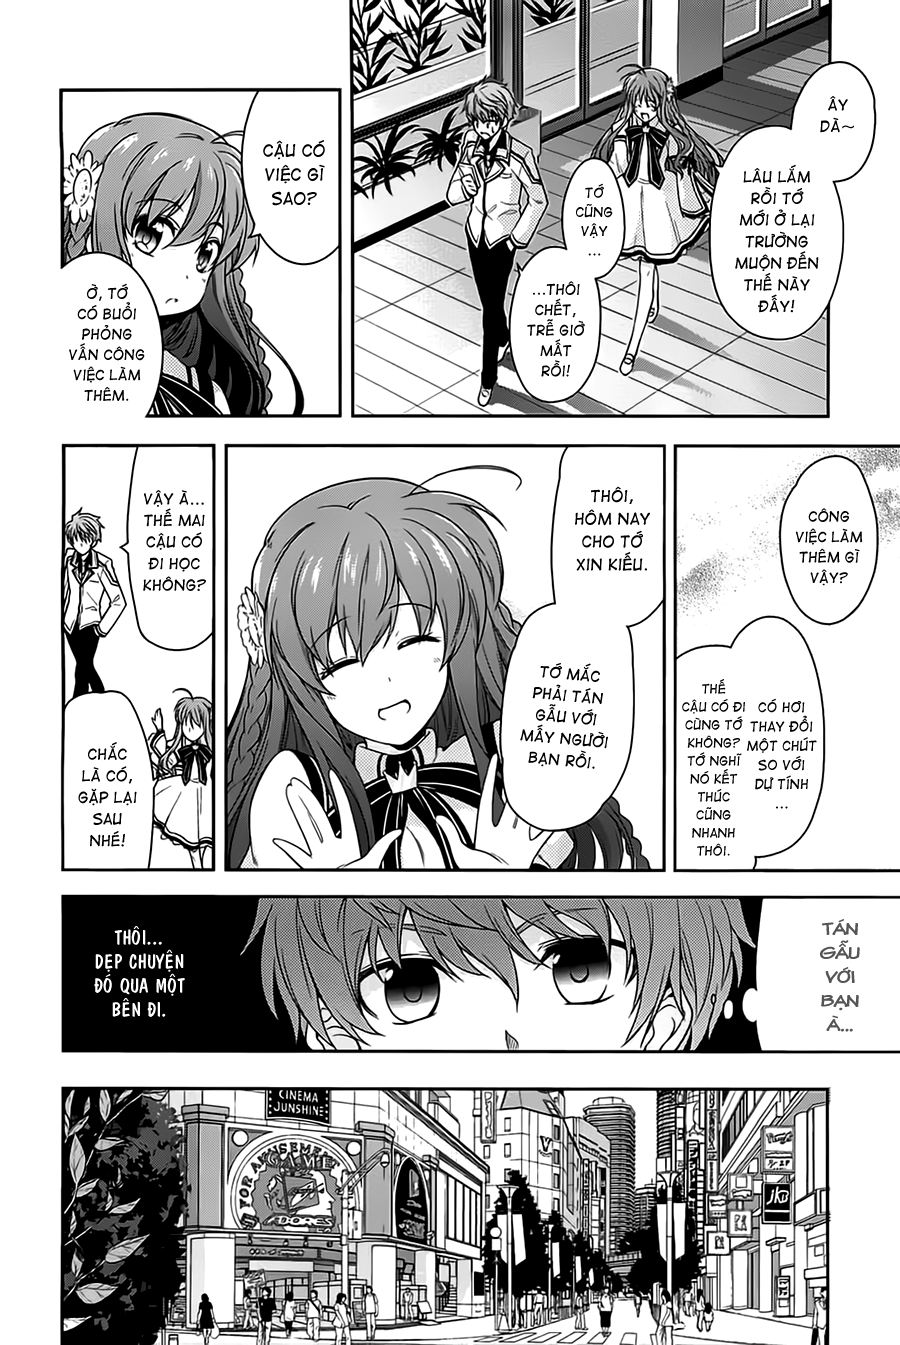 ÂY
DÀ~
LÂU LẮM
RỒI TỚ
MỚI Ở LẠI
TRƯỜNG
MUỘN ĐẾN
THẾ NÀY
ĐẤY!
TỚ
CŨNG
VẬY
...
...THÔI
CHẾT,
TRỄ GIỜ
MẤT
RỒI!
CẬU CÓ
VIỆC GÌ
SAO?
Ờ, TỚ
CÓ BUỔI
PHỎNG
VẤN CÔNG
VIỆC LÀM
THÊM.
CÔNG
VIỆC LÀM
THÊM GÌ
VẬY?
CÓ HƠI
THAY ĐỔI
MỘT CHÚT
SO VỚI
DỰ TÍNH
...
THẾ
CẬU CÓ ĐI
CÙNG TỚ
KHÔNG?
TỚ NGHĨ
NÓ KẾT
THÚC
CŨNG
NHANH
THÔI.
THÔI,
HÔM NAY
CHO TỚ
XIN KIẾU.
TỚ MẮC
PHẢI TÁN
GẪU VỚI
MẤY NGƯỜI
BẠN RỒI.
VẬY À...
THẾ MAI
CẬU CÓ
ĐI HỌC
KHÔNG?
CHẮC
LÀ CÓ,
GẶP LẠI
SAU
NHÉ!
TÁN
GẪU
VỚI
BẠN
À...
THÔI...
DẸP CHUYỆN
ĐÓ QUA MỘT
BÊN ĐI.
CINEMA
JUNSHINE
FOR AMUSEMENT
GAME
ADORES
jkb